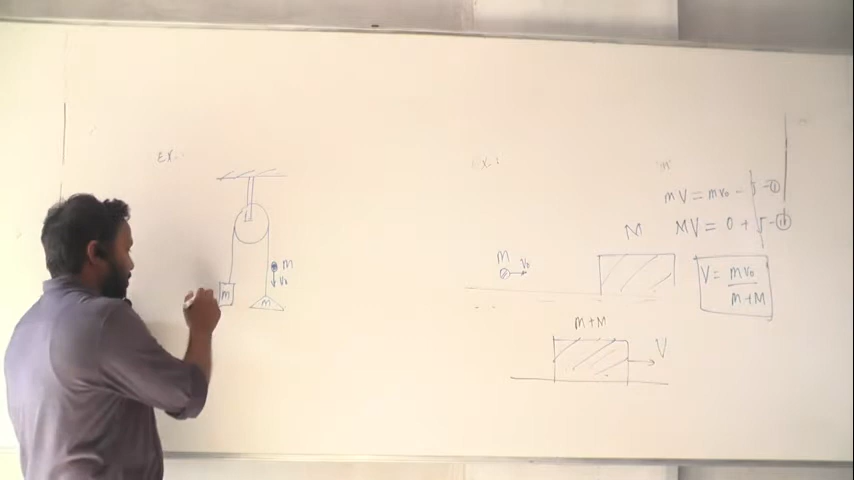 EX-:
m
v₀
m
m
Ex-:
m
v₀
M
m+M
V
mV = mv₀ - ∫ -①
MV = 0 + ∫ -②
V = mv₀ / m+M